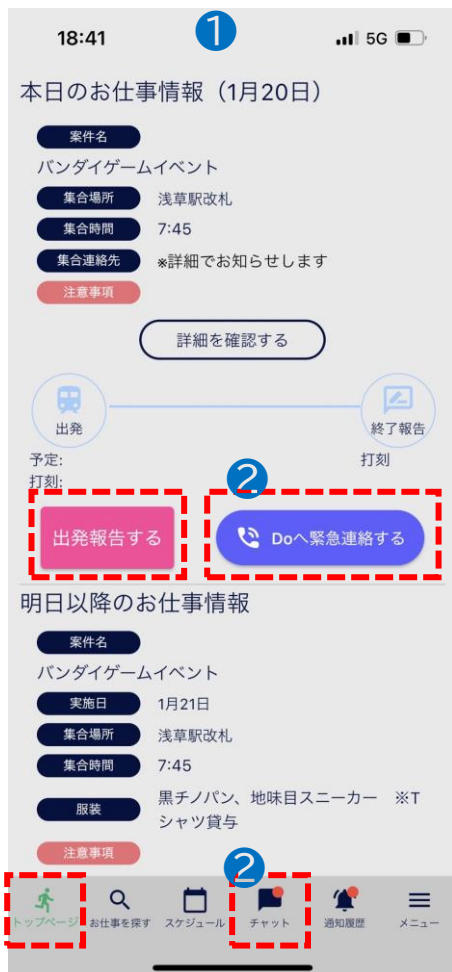 1
18:41
5G
本日のお仕事情報（1月20日）
案件名
バンダイゲームイベント
集合場所 浅草駅改札
集合時間 7:45
集合連絡先 ※詳細でお知らせします
注意事項
詳細を確認する
出発 終了報告
予定: 打刻
打刻:
2
出発報告する Doへ緊急連絡する
明日以降のお仕事情報
案件名
バンダイゲームイベント
実施日 1月21日
集合場所 浅草駅改札
集合時間 7:45
服装 黒チノパン、地味目スニーカー ※T
シャツ貸与
注意事項
2
トップページ お仕事を探す スケジュール チャット 通知履歴 メニュー